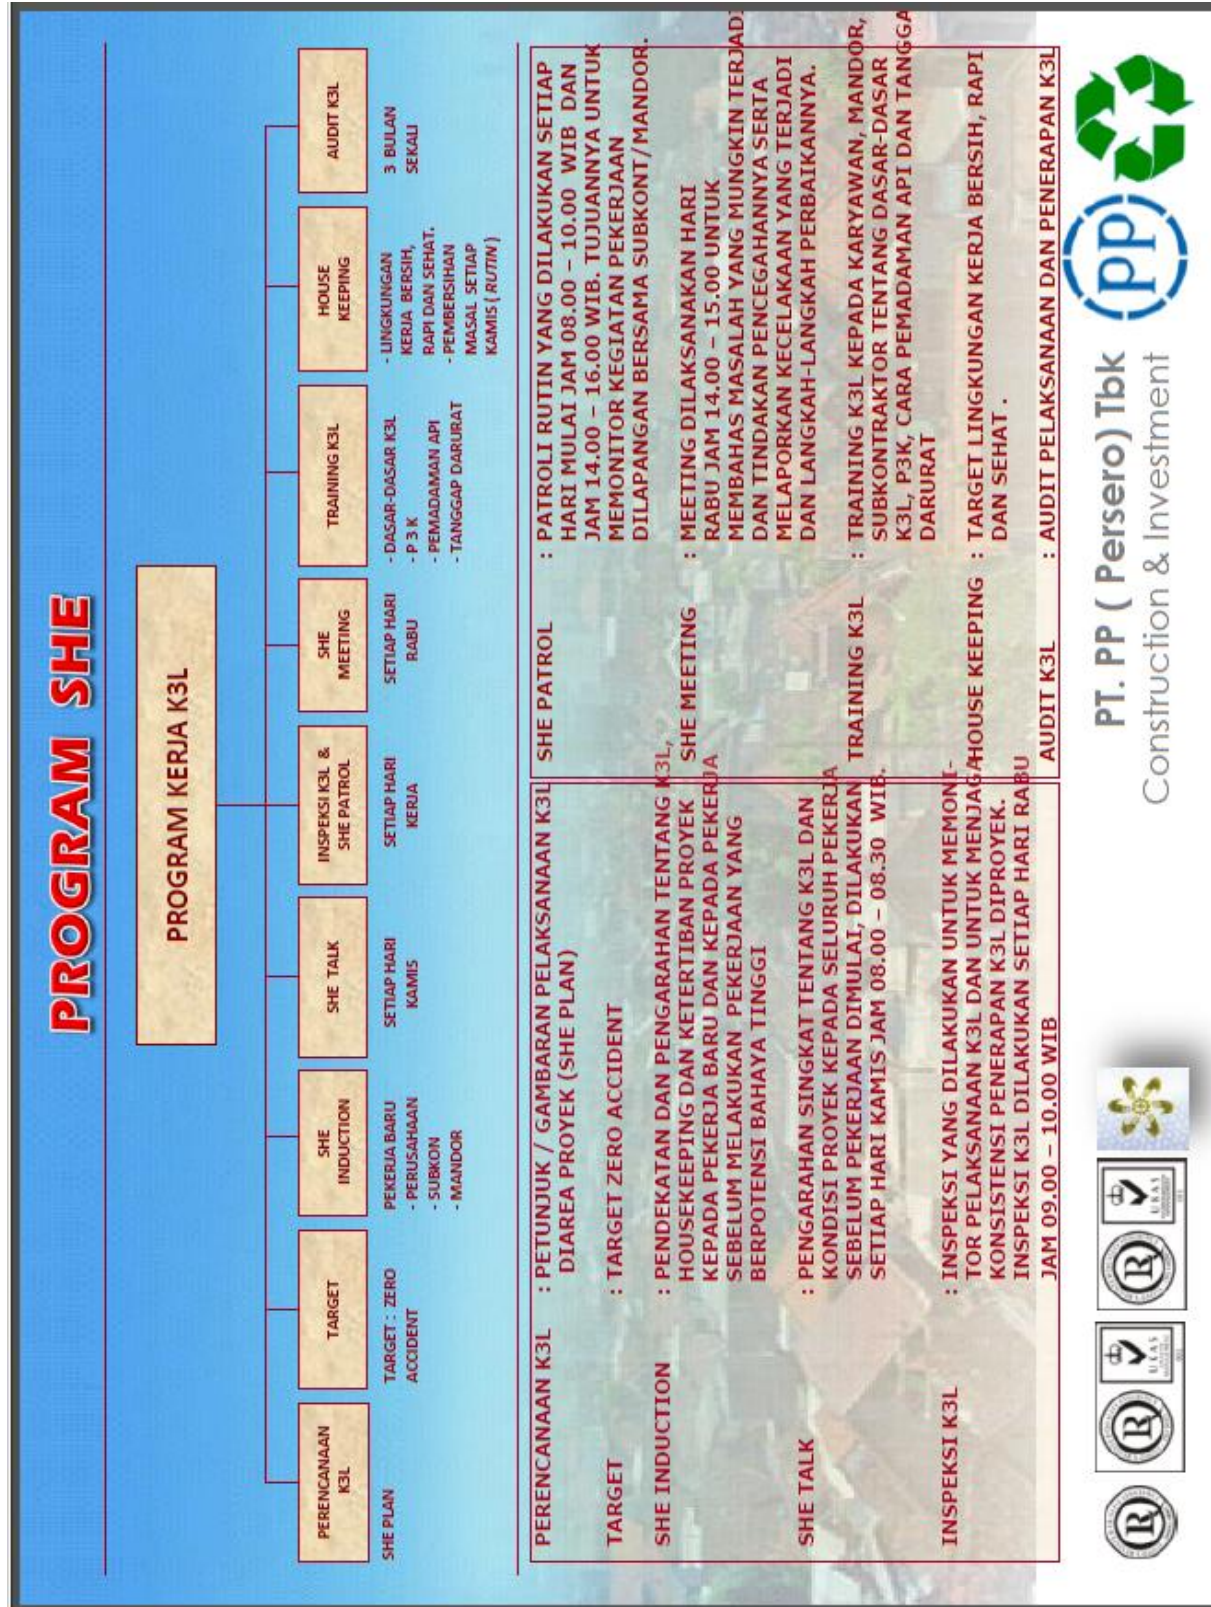 PROGRAM SHE
PROGRAM KERJA K3L
PERENCANAAN
K3L
SHE PLAN
TARGET
TARGET : ZERO
ACCIDENT
SHE
INDUCTION
PEKERJA BARU
- PERUSAHAAN
- SUBKON
- MANDOR
SHE TALK
SETIAP HARI
KAMIS
INSPEKSI K3L &
SHE PATROL
SETIAP HARI
KERJA
SHE
MEETING
SETIAP HARI
RABU
TRAINING K3L
- DASAR-DASAR K3L
- P 3 K
- PEMADAMAN API
- TANGGAP DARURAT
HOUSE
KEEPING
- LINGKUNGAN
KERJA BERSIH,
RAPI DAN SEHAT.
- PEMBERSIHAN
MASAL SETIAP
KAMIS ( RUTIN )
AUDIT K3L
3 BULAN
SEKALI
PERENCANAAN K3L : PETUNJUK / GAMBARAN PELAKSANAAN K3L
DIAREA PROYEK (SHE PLAN)
TARGET : TARGET ZERO ACCIDENT
SHE INDUCTION : PENDEKATAN DAN PENGARAHAN TENTANG K3L,
HOUSEKEEPING DAN KETERTIBAN PROYEK
KEPADA PEKERJA BARU DAN KEPADA PEKERJA
SEBELUM MELAKUKAN PEKERJAAN YANG
BERPOTENSI BAHAYA TINGGI
SHE TALK : PENGARAHAN SINGKAT TENTANG K3L DAN
KONDISI PROYEK KEPADA SELURUH PEKERJA
SEBELUM PEKERJAAN DIMULAI, DILAKUKAN
SETIAP HARI KAMIS JAM 08.00 – 08.30 WIB.
INSPEKSI K3L : INSPEKSI YANG DILAKUKAN UNTUK MEMONI-
TOR PELAKSANAAN K3L DAN UNTUK MENJAGA
KONSISTENSI PENERAPAN K3L DIPROYEK.
INSPEKSI K3L DILAKUKAN SETIAP HARI RABU
JAM 09.00 – 10.00 WIB
SHE PATROL : PATROLI RUTIN YANG DILAKUKAN SETIAP
HARI MULAI JAM 08.00 – 10.00 WIB DAN
JAM 14.00 – 16.00 WIB. TUJUANNYA UNTUK
MEMONITOR KEGIATAN PEKERJAAN
DILAPANGAN BERSAMA SUBKONT/MANDOR.
SHE MEETING : MEETING DILAKSANAKAN HARI
RABU JAM 14.00 – 15.00 UNTUK
MEMBAHAS MASALAH YANG MUNGKIN TERJADI
DAN TINDAKAN PENCEGAHANNYA SERTA
MELAPORKAN KECELAKAAN YANG TERJADI
DAN LANGKAH-LANGKAH PERBAIKANNYA.
TRAINING K3L : TRAINING K3L KEPADA KARYAWAN, MANDOR,
SUBKONTRAKTOR TENTANG DASAR-DASAR
K3L, P3K, CARA PEMADAMAN API DAN TANGGA
DARURAT
HOUSE KEEPING : TARGET LINGKUNGAN KERJA BERSIH, RAPI
DAN SEHAT .
AUDIT K3L : AUDIT PELAKSANAAN DAN PENERAPAN K3L
PT. PP ( Persero) Tbk
Construction & Investment
pp
UKAS
UKAS